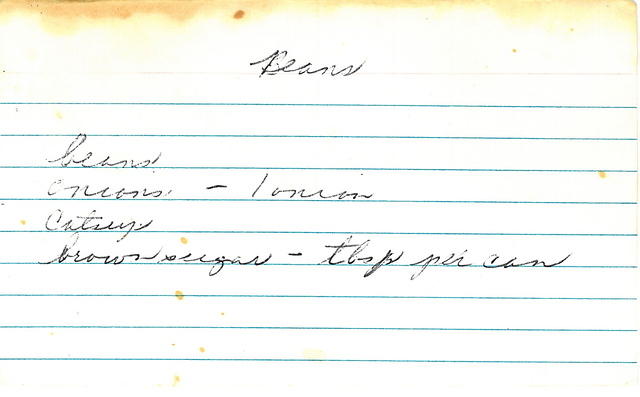 Beans
beans
onions - 1 onion
Catsup
brown sugar - tbsp per can